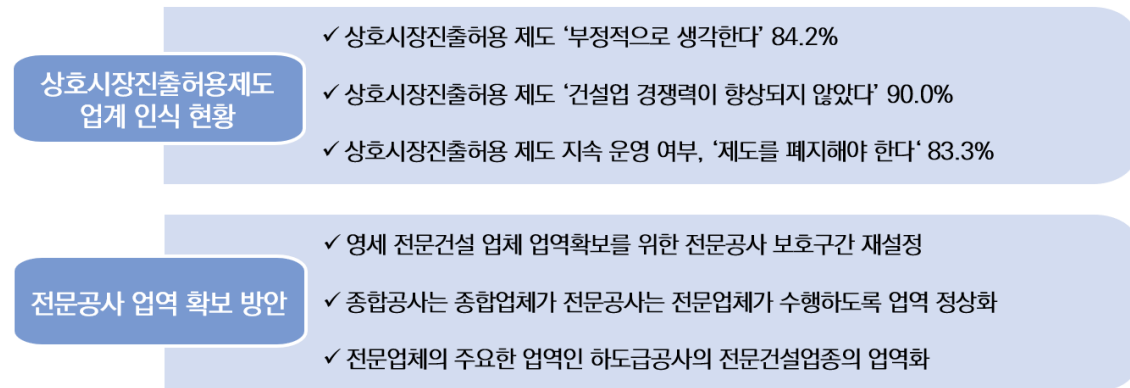 상호시장진출허용제도
업계 인식 현황
✓ 상호시장진출허용 제도 ‘부정적으로 생각한다’ 84.2%
✓ 상호시장진출허용 제도 ‘건설업 경쟁력이 향상되지 않았다’ 90.0%
✓ 상호시장진출허용 제도 지속 운영 여부, ‘제도를 폐지해야 한다‘ 83.3%
전문공사 업역 확보 방안
✓ 영세 전문건설 업체 업역확보를 위한 전문공사 보호구간 재설정
✓ 종합공사는 종합업체가 전문공사는 전문업체가 수행하도록 업역 정상화
✓ 전문업체의 주요한 업역인 하도급공사의 전문건설업종의 업역화